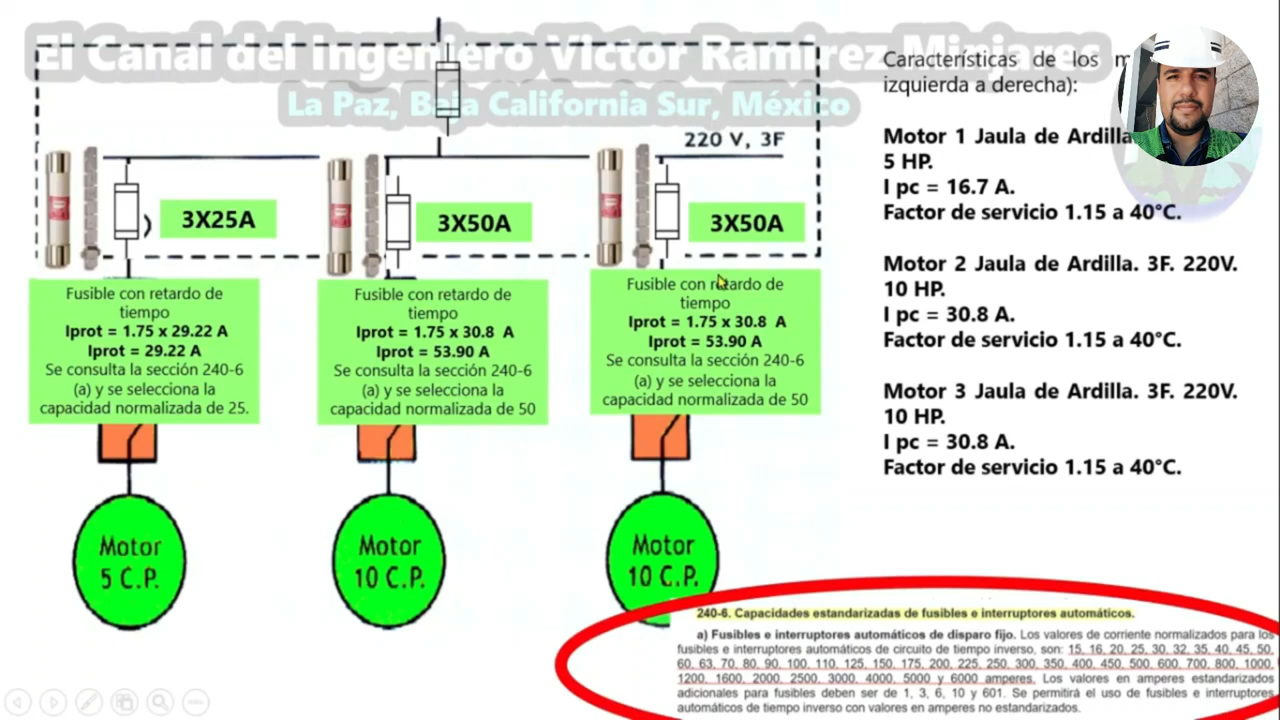 El Canal del Ingeniero Victor Ramirez Minjares
La Paz, Baja California Sur, México
220 V, 3F
3X25A
3X50A
3X50A
Fusible con retardo de
tiempo
Iprot = 1.75 x 29.22 A
Iprot = 29.22 A
Se consulta la sección 240-6
(a) y se selecciona la
capacidad normalizada de 25.
Fusible con retardo de
tiempo
Iprot = 1.75 x 30.8 A
Iprot = 53.90 A
Se consulta la sección 240-6
(a) y se selecciona la
capacidad normalizada de 50
Fusible con retardo de
tiempo
Iprot = 1.75 x 30.8 A
Iprot = 53.90 A
Se consulta la sección 240-6
(a) y se selecciona la
capacidad normalizada de 50
Motor
5 C.P.
Motor
10 C.P.
Motor
10 C.P.
Características de los
izquierda a derecha):
Motor 1 Jaula de Ardilla.
5 HP.
I pc = 16.7 A.
Factor de servicio 1.15 a 40°C.
Motor 2 Jaula de Ardilla. 3F. 220V.
10 HP.
I pc = 30.8 A.
Factor de servicio 1.15 a 40°C.
Motor 3 Jaula de Ardilla. 3F. 220V.
10 HP.
I pc = 30.8 A.
Factor de servicio 1.15 a 40°C.
240-6. Capacidades estandarizadas de fusibles e interruptores automáticos.
a) Fusibles e interruptores automáticos de disparo fijo. Los valores de corriente normalizados para los
fusibles e interruptores automáticos de circuito de tiempo inverso, son: 15, 16, 20, 25, 30, 32, 35, 40, 45, 50,
60, 63, 70, 80, 90, 100, 110, 125, 150, 175, 200, 225, 250, 300, 350, 400, 450, 500, 600, 700, 800, 1000,
1200, 1600, 2000, 2500, 3000, 4000, 5000 y 6000 amperes. Los valores en amperes estandarizados
adicionales para fusibles deben ser de 1, 3, 6, 10 y 601. Se permitirá el uso de fusibles e interruptores
automáticos de tiempo inverso con valores en amperes no estandarizados.